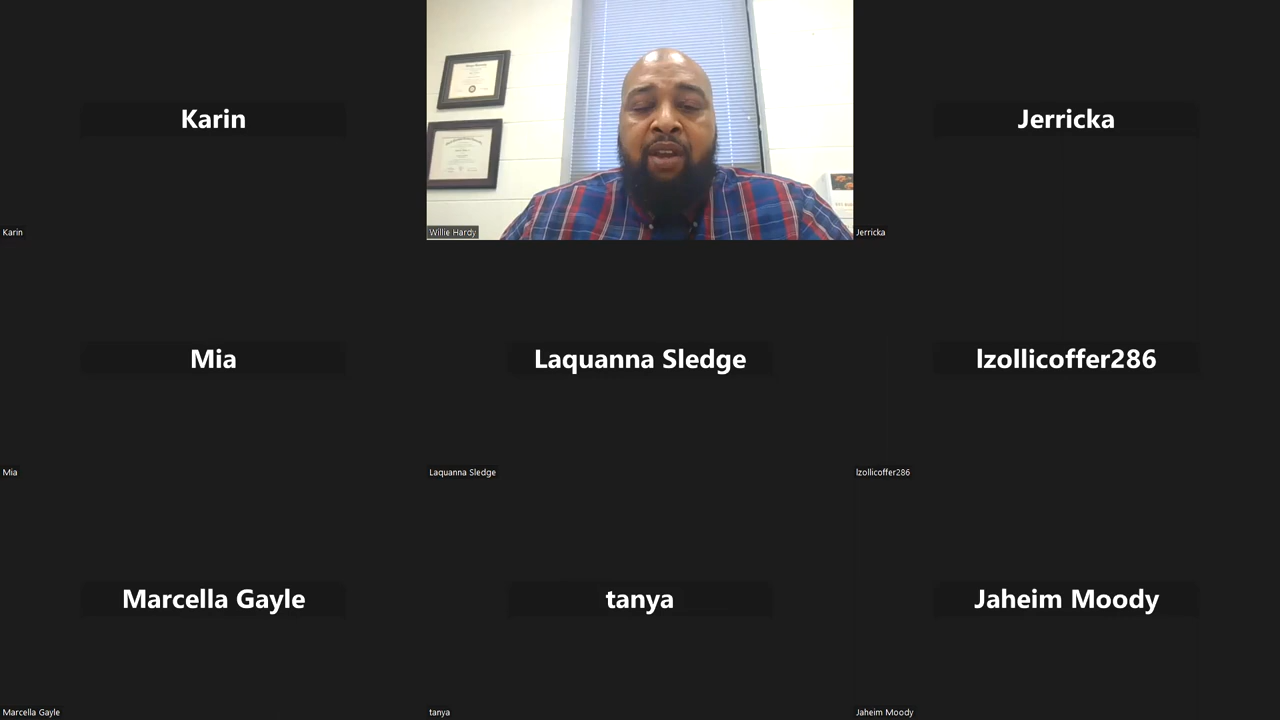 Karin
Jerricka
Karin
Willie Hardy
Jerricka
Mia
Laquanna Sledge
lzollicoffer286
Mia
Laquanna Sledge
lzollicoffer286
Marcella Gayle
tanya
Jaheim Moody
Marcella Gayle
tanya
Jaheim Moody